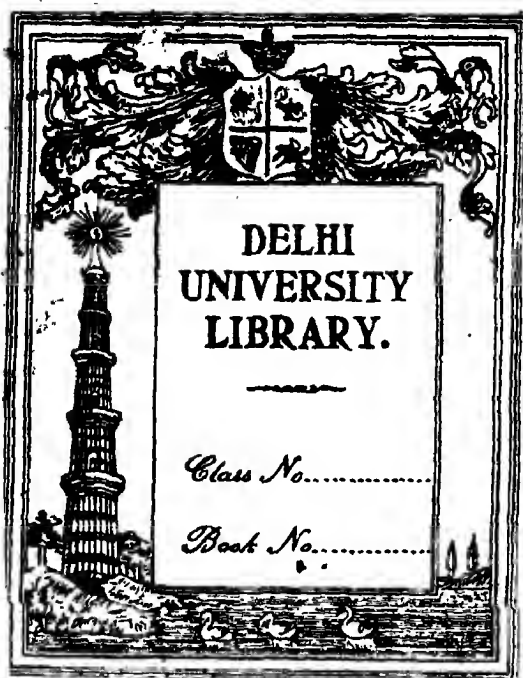 DELHI
UNIVERSITY
LIBRARY.
Class No................
Book No..............